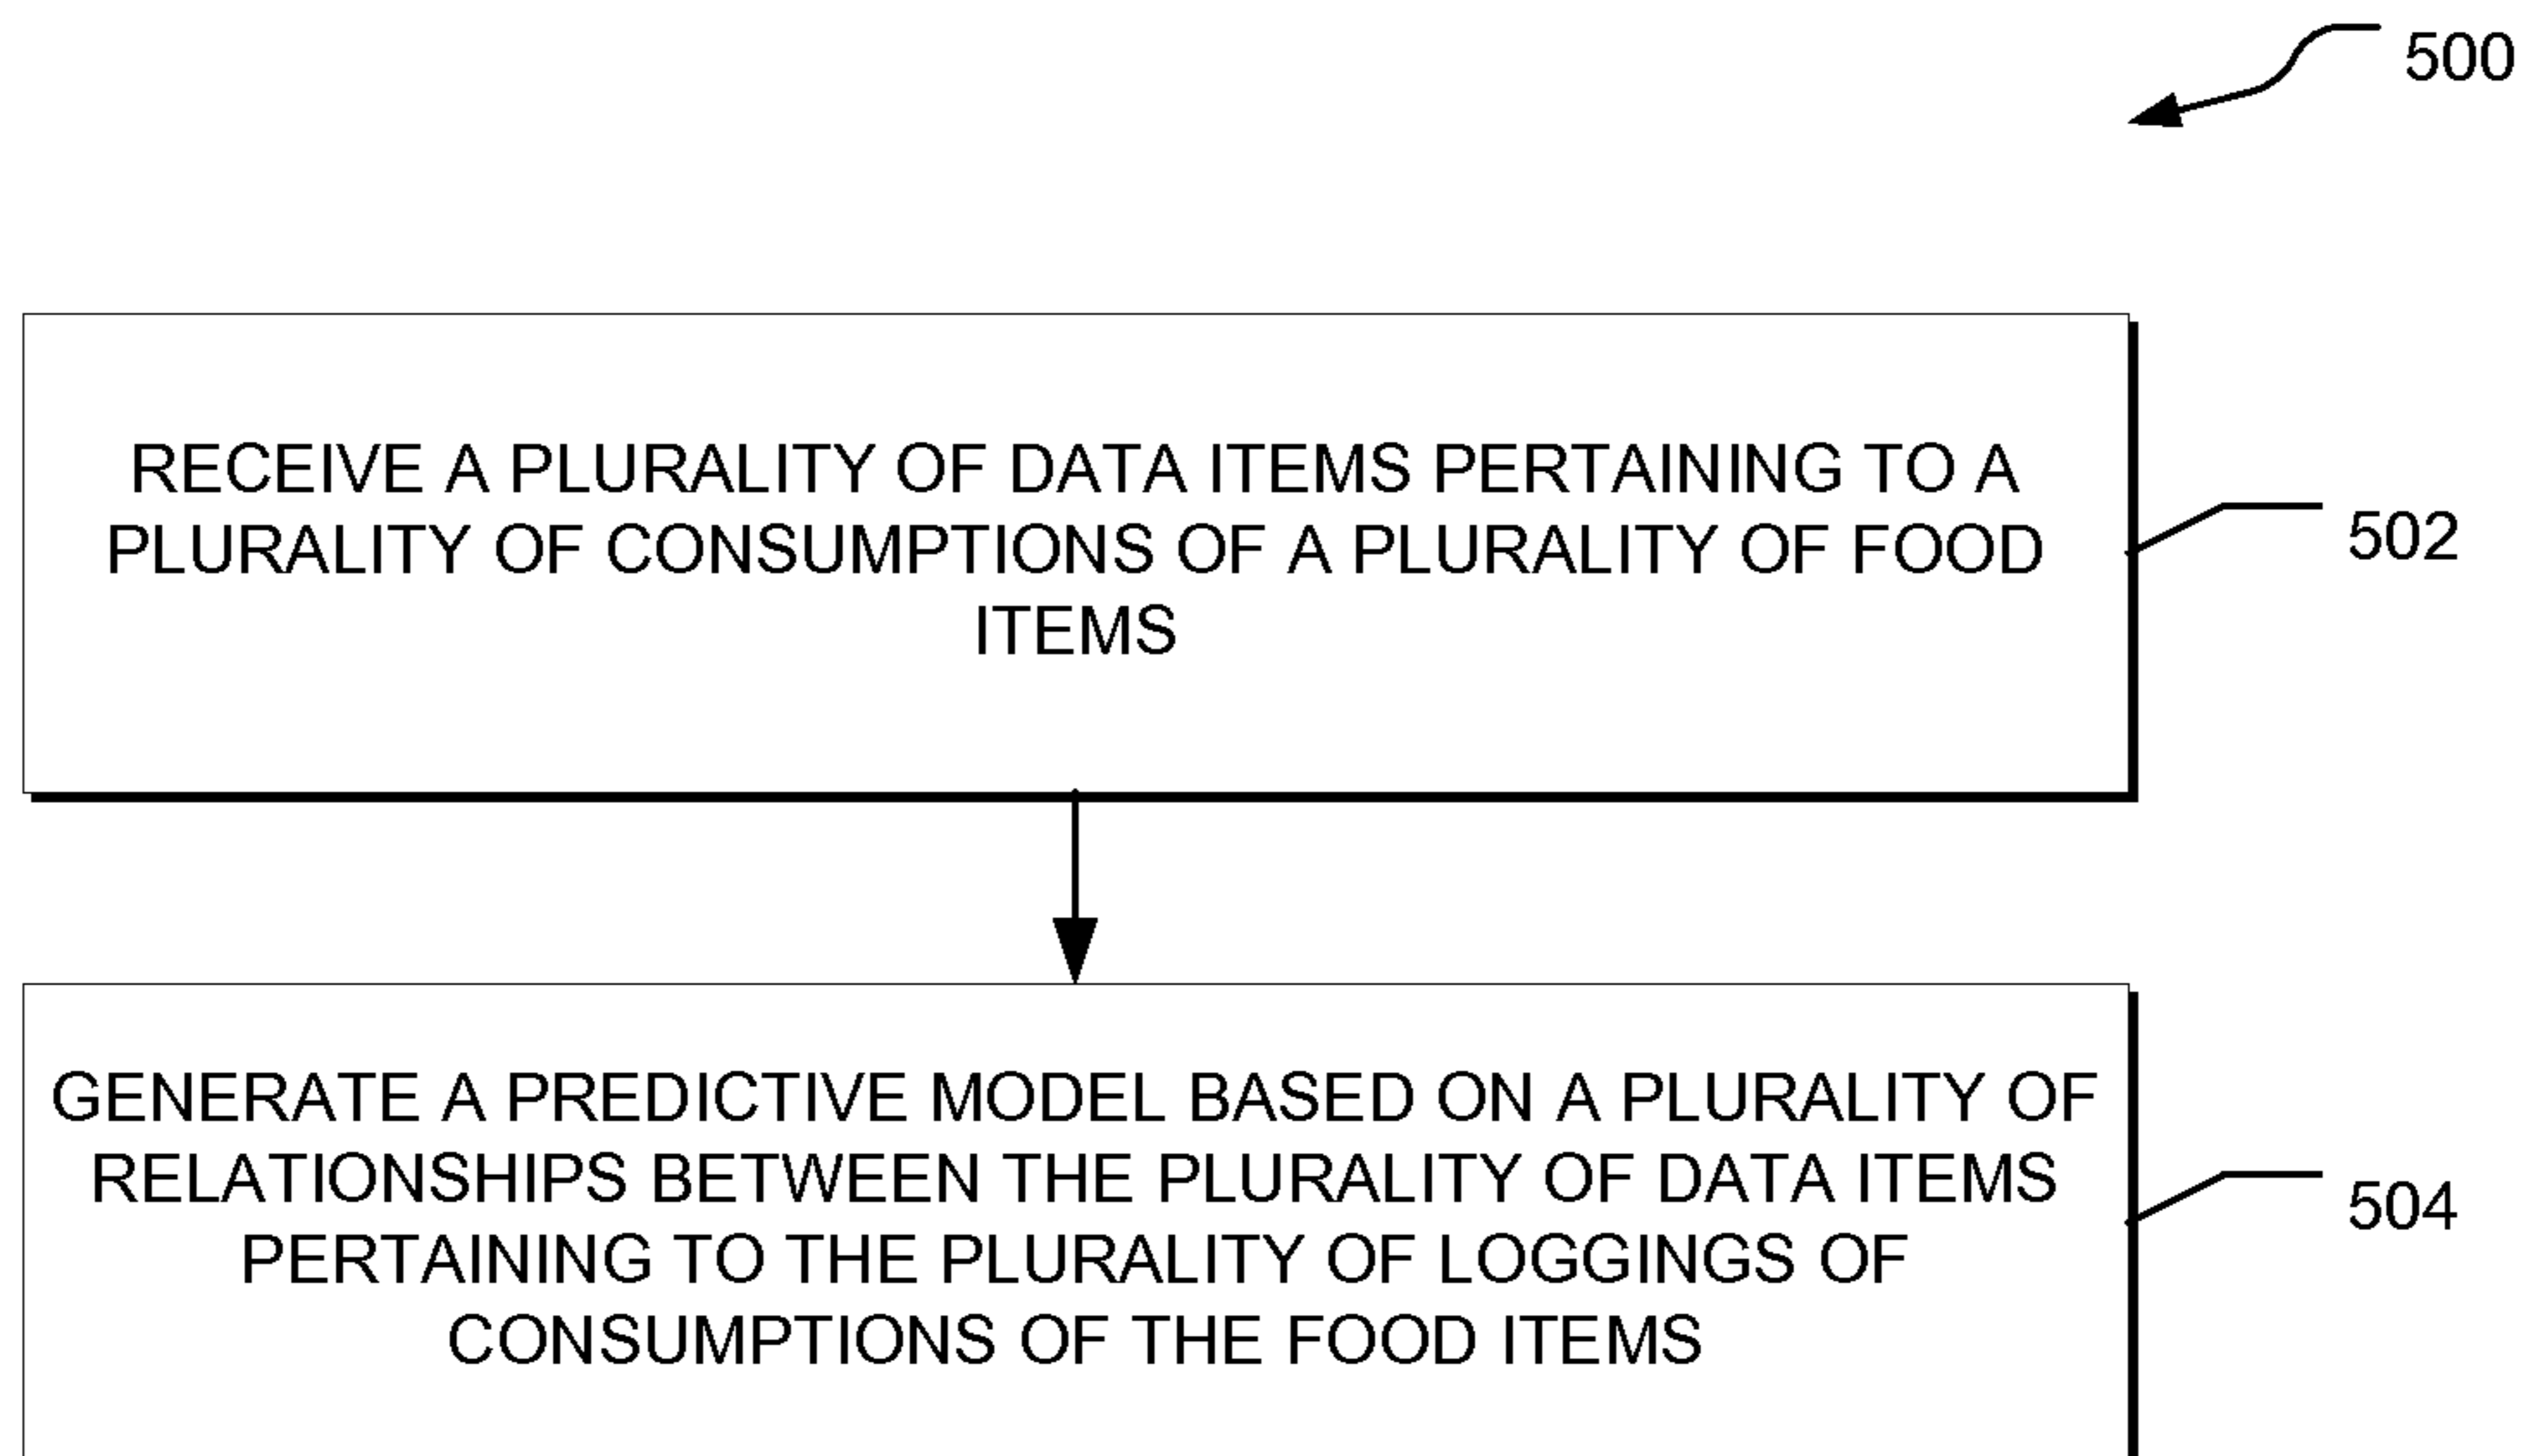 500
RECEIVE A PLURALITY OF DATA ITEMS PERTAINING TO A
PLURALITY OF CONSUMPTIONS OF A PLURALITY OF FOOD
ITEMS
502
GENERATE A PREDICTIVE MODEL BASED ON A PLURALITY OF
RELATIONSHIPS BETWEEN THE PLURALITY OF DATA ITEMS
PERTAINING TO THE PLURALITY OF LOGGINGS OF
CONSUMPTIONS OF THE FOOD ITEMS
504